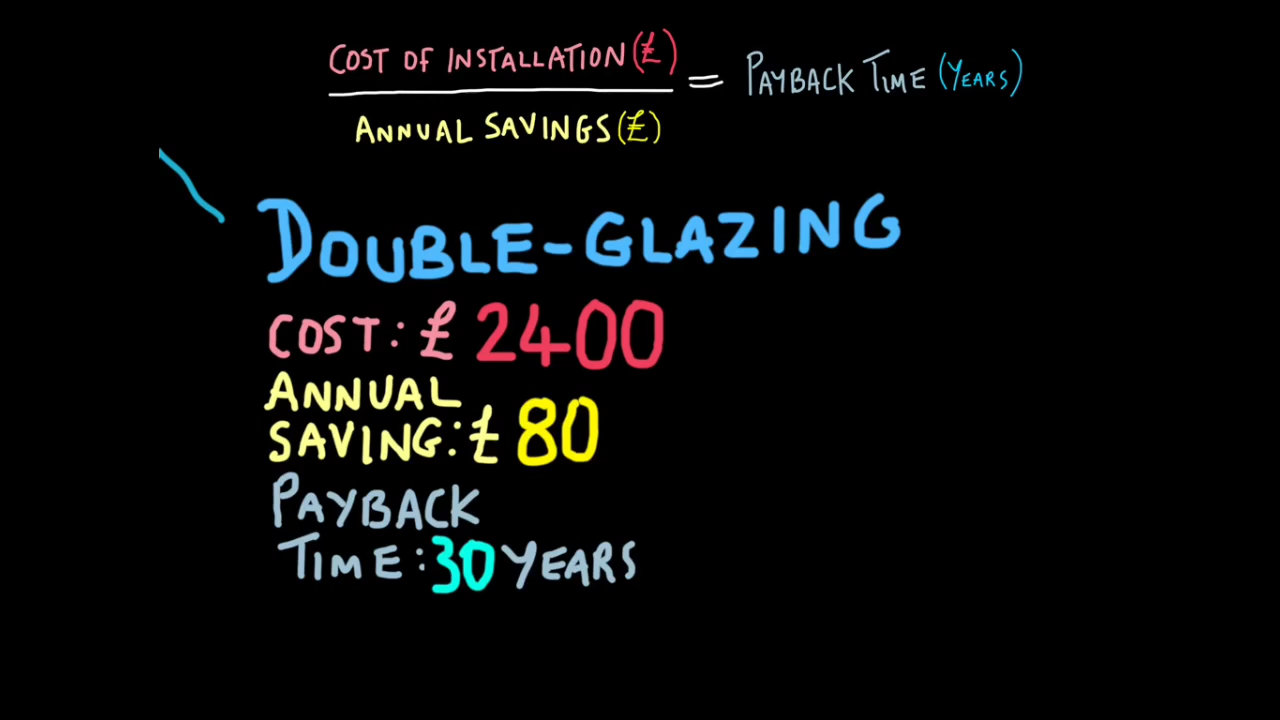 COST OF INSTALLATION (£)
ANNUAL SAVINGS (£)
= PAYBACK TIME (YEARS)
DOUBLE-GLAZING
COST: £2400
ANNUAL
SAVING: £80
PAYBACK
TIME: 30 YEARS